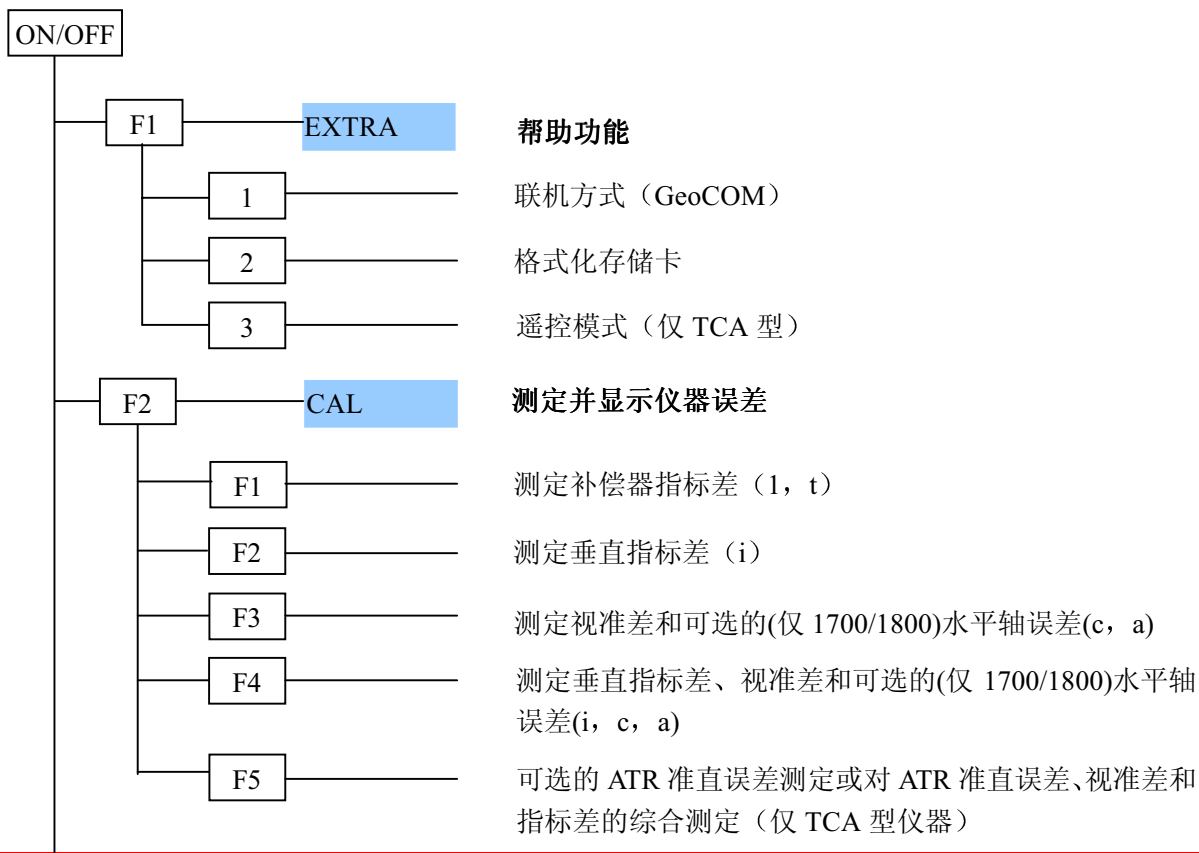 ON/OFF
F1 EXTRA 帮助功能
1 联机方式（GeoCOM）
2 格式化存储卡
3 遥控模式（仅 TCA 型）
F2 CAL 测定并显示仪器误差
F1 测定补偿器指标差（1，t）
F2 测定垂直指标差（i）
F3 测定视准差和可选的(仅 1700/1800)水平轴误差(c，a)
F4 测定垂直指标差、视准差和可选的(仅 1700/1800)水平轴
误差(i，c，a)
F5 可选的 ATR 准直误差测定或对 ATR 准直误差、视准差和
指标差的综合测定（仅 TCA 型仪器）